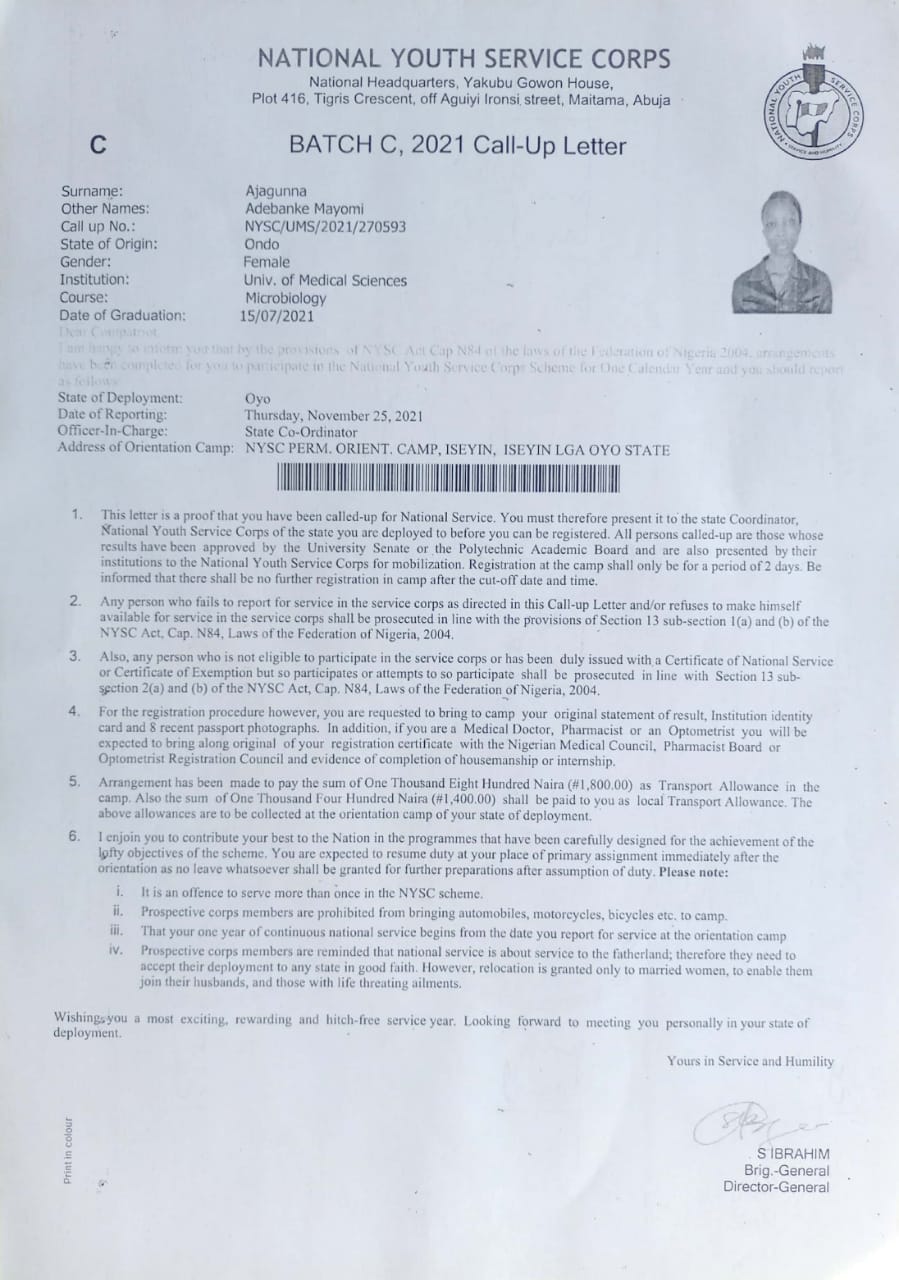 NATIONAL YOUTH SERVICE CORPS
National Headquarters, Yakubu Gowon House,
Plot 416, Tigris Crescent, off Aguiyi Ironsi street, Maitama, Abuja
NATIONAL YOUTH SERVICE CORPS
SERVICE AND HUMILITY
C
BATCH C, 2021 Call-Up Letter
Surname: Ajagunna
Other Names: Adebanke Mayomi
Call up No.: NYSC/UMS/2021/270593
State of Origin: Ondo
Gender: Female
Institution: Univ. of Medical Sciences
Course: Microbiology
Date of Graduation: 15/07/2021
Dear Compatriot,
I am happy to inform you that by the provisions of NYSC Act Cap N84 of the laws of the Federation of Nigeria 2004, arrangements
have been completed for you to participate in the National Youth Service Corps Scheme for One Calendar Year and you should report
as follows
State of Deployment: Oyo
Date of Reporting: Thursday, November 25, 2021
Officer-In-Charge: State Co-Ordinator
Address of Orientation Camp: NYSC PERM. ORIENT. CAMP, ISEYIN, ISEYIN LGA OYO STATE
1. This letter is a proof that you have been called-up for National Service. You must therefore present it to the state Coordinator,
National Youth Service Corps of the state you are deployed to before you can be registered. All persons called-up are those whose
results have been approved by the University Senate or the Polytechnic Academic Board and are also presented by their
institutions to the National Youth Service Corps for mobilization. Registration at the camp shall only be for a period of 2 days. Be
informed that there shall be no further registration in camp after the cut-off date and time.
2. Any person who fails to report for service in the service corps as directed in this Call-up Letter and/or refuses to make himself
available for service in the service corps shall be prosecuted in line with the provisions of Section 13 sub-section 1(a) and (b) of the
NYSC Act, Cap. N84, Laws of the Federation of Nigeria, 2004.
3. Also, any person who is not eligible to participate in the service corps or has been duly issued with a Certificate of National Service
or Certificate of Exemption but so participates or attempts to so participate shall be prosecuted in line with Section 13 sub-
section 2(a) and (b) of the NYSC Act, Cap. N84, Laws of the Federation of Nigeria, 2004.
4. For the registration procedure however, you are requested to bring to camp your original statement of result, Institution identity
card and 8 recent passport photographs. In addition, if you are a Medical Doctor, Pharmacist or an Optometrist you will be
expected to bring along original of your registration certificate with the Nigerian Medical Council, Pharmacist Board or
Optometrist Registration Council and evidence of completion of housemanship or internship.
5. Arrangement has been made to pay the sum of One Thousand Eight Hundred Naira (#1,800.00) as Transport Allowance in the
camp. Also the sum of One Thousand Four Hundred Naira (#1,400.00) shall be paid to you as local Transport Allowance. The
above allowances are to be collected at the orientation camp of your state of deployment.
6. I enjoin you to contribute your best to the Nation in the programmes that have been carefully designed for the achievement of the
lofty objectives of the scheme. You are expected to resume duty at your place of primary assignment immediately after the
orientation as no leave whatsoever shall be granted for further preparations after assumption of duty. Please note:
i. It is an offence to serve more than once in the NYSC scheme.
ii. Prospective corps members are prohibited from bringing automobiles, motorcycles, bicycles etc. to camp.
iii. That your one year of continuous national service begins from the date you report for service at the orientation camp
iv. Prospective corps members are reminded that national service is about service to the fatherland; therefore they need to
accept their deployment to any state in good faith. However, relocation is granted only to married women, to enable them
join their husbands, and those with life threating ailments.
Wishing you a most exciting, rewarding and hitch-free service year. Looking forward to meeting you personally in your state of
deployment.
Yours in Service and Humility
S IBRAHIM
Brig.-General
Director-General
Print in colour